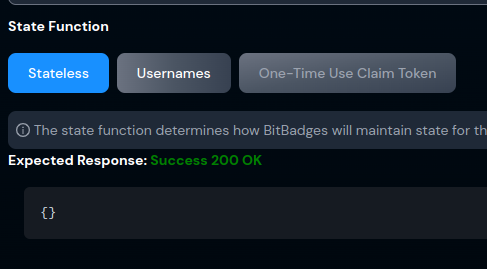 State Function
Stateless Usernames One-Time Use Claim Token
The state function determines how BitBadges will maintain state for
Expected Response: Success 200 OK
{}